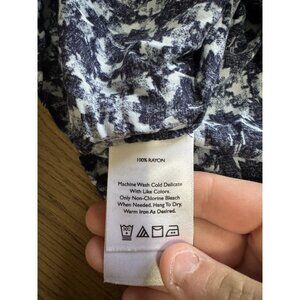 100% RAYON
Machine Wash Cold Delicate
With Like Colors.
Only Non-Chlorine Bleach
When Needed. Hang To Dry.
Warm Iron As Desired.